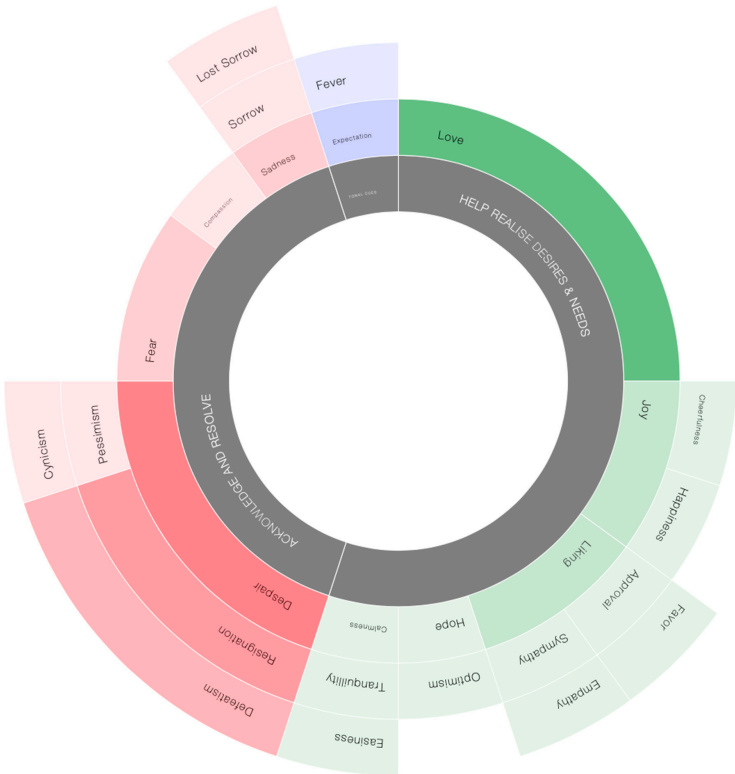 Lost Sorrow
Sorrow
Sadness
Fever
Expectation
Love
HELP REALISE DESIRES & NEEDS
Compassion
Fear
ACKNOWLEDGE AND RESOLVE
Joy
Cheerfulness
Happiness
Liking
Approval
Favor
Sympathy
Empathy
Hope
Optimism
Calmness
Tranquility
Easiness
Despair
Resignation
Defeatism
Pessimism
Cynicism